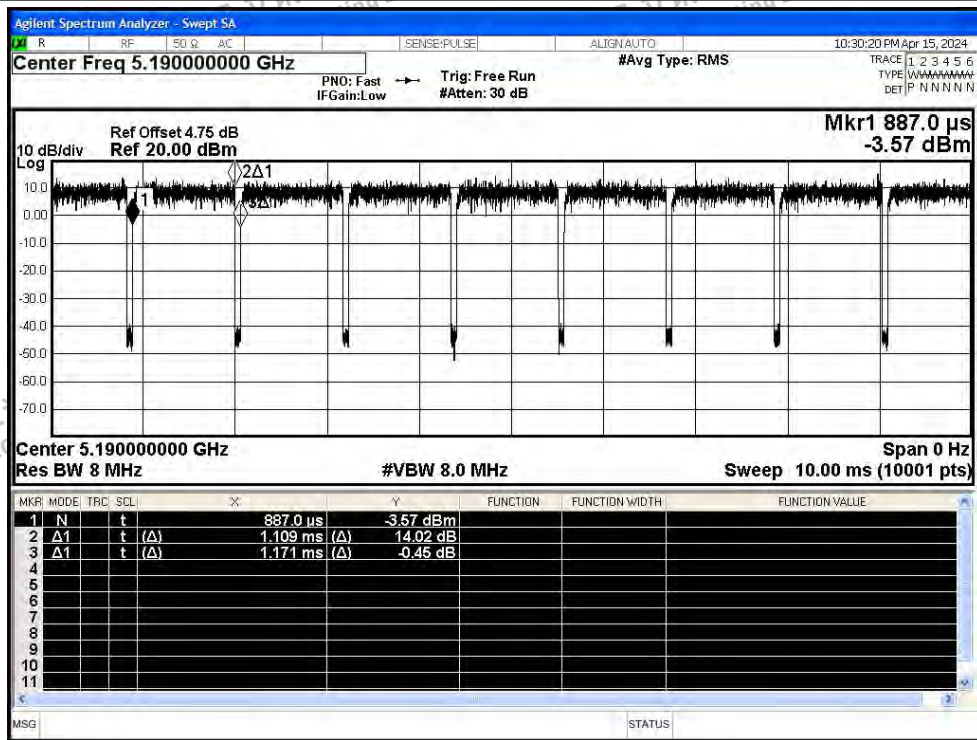 Agilent Spectrum Analyzer - Swept SA
R RF 50 Ω AC SENSE:PULSE ALIGN AUTO 10:30:20 PM Apr 15, 2024
Center Freq 5.190000000 GHz #Avg Type: RMS TRACE 1 2 3 4 5 6
PNO: Fast Trig: Free Run TYPE WWWWWW
IFGain:Low #Atten: 30 dB DET P N N N N N
Mkr1 887.0 µs
Ref Offset 4.75 dB
10 dB/div Ref 20.00 dBm -3.57 dBm
Log
2Δ1
10.0
1
3Δ1
0.00
-10.0
-20.0
-30.0
-40.0
-50.0
-60.0
-70.0
Center 5.190000000 GHz Span 0 Hz
Res BW 8 MHz #VBW 8.0 MHz Sweep 10.00 ms (10001 pts)
MKR MODE TRC SCL X Y FUNCTION FUNCTION WIDTH FUNCTION VALUE
1 N t 887.0 µs -3.57 dBm
2 Δ1 t (Δ) 1.109 ms (Δ) 14.02 dB
3 Δ1 t (Δ) 1.171 ms (Δ) -0.45 dB
4
5
6
7
8
9
10
11
MSG STATUS